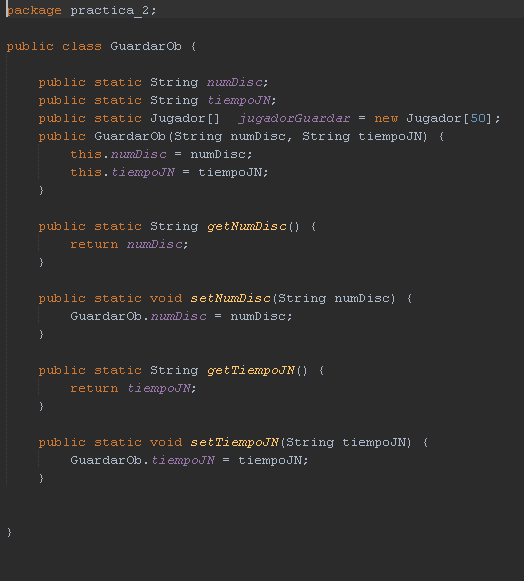 package practica_2;
public class GuardarOb {
public static String numDisc;
public static String tiempoJN;
public static Jugador[]  jugadorGuardar = new Jugador[50];
public GuardarOb(String numDisc, String tiempoJN) {
this.numDisc = numDisc;
this.tiempoJN = tiempoJN;
}
public static String getNumDisc() {
return numDisc;
}
public static void setNumDisc(String numDisc) {
GuardarOb.numDisc = numDisc;
}
public static String getTiempoJN() {
return tiempoJN;
}
public static void setTiempoJN(String tiempoJN) {
GuardarOb.tiempoJN = tiempoJN;
}
}